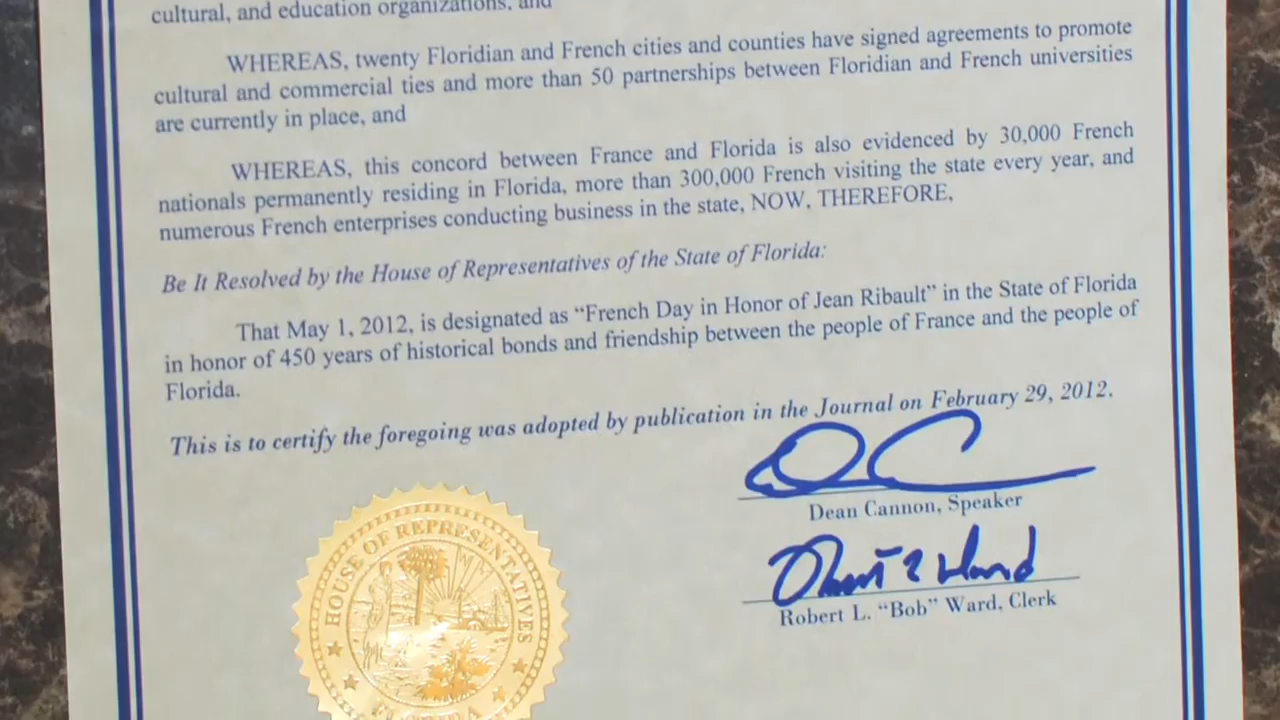 cultural, and education organizations, and
WHEREAS, twenty Floridian and French cities and counties have signed agreements to promote
cultural and commercial ties and more than 50 partnerships between Floridian and French universities
are currently in place, and
WHEREAS, this concord between France and Florida is also evidenced by 30,000 French
nationals permanently residing in Florida, more than 300,000 French visiting the state every year, and
numerous French enterprises conducting business in the state, NOW, THEREFORE,
Be It Resolved by the House of Representatives of the State of Florida:
That May 1, 2012, is designated as “French Day in Honor of Jean Ribault” in the State of Florida
in honor of 450 years of historical bonds and friendship between the people of France and the people of
Florida.
This is to certify the foregoing was adopted by publication in the Journal on February 29, 2012.
Dean Cannon, Speaker
Robert L. “Bob” Ward, Clerk
HOUSE OF REPRESENTATIVES
FLORIDA